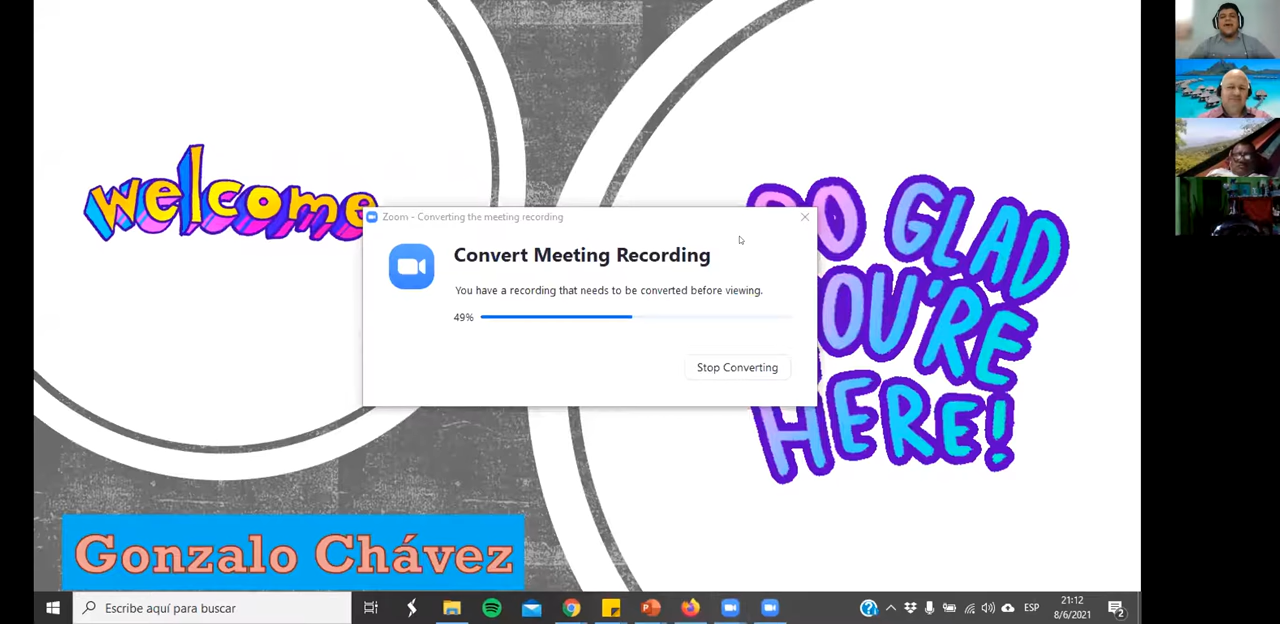 welcome
SO GLAD
YOU'RE
HERE!
Zoom - Converting the meeting recording
Convert Meeting Recording
You have a recording that needs to be converted before viewing.
49%
Stop Converting
Gonzalo Chávez
Escribe aquí para buscar
ESP
21:12
8/6/2021
2